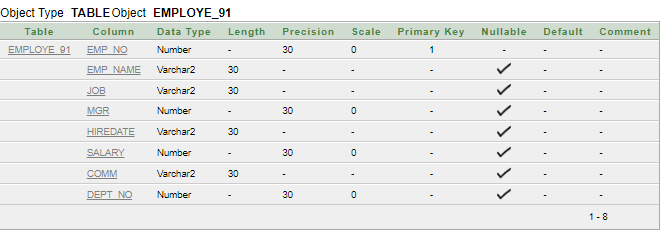 Object Type TABLE Object EMPLOYE_91
Table Column Data Type Length Precision Scale Primary Key Nullable Default Comment
EMPLOYE_91 EMP_NO Number - 30 0 1 - - -
EMP_NAME Varchar2 30 - - - - -
JOB Varchar2 30 - - - - -
MGR Number - 30 0 - - -
HIREDATE Varchar2 30 - - - - -
SALARY Number - 30 0 - - -
COMM Varchar2 30 - - - - -
DEPT_NO Number - 30 0 - - -
1 - 8